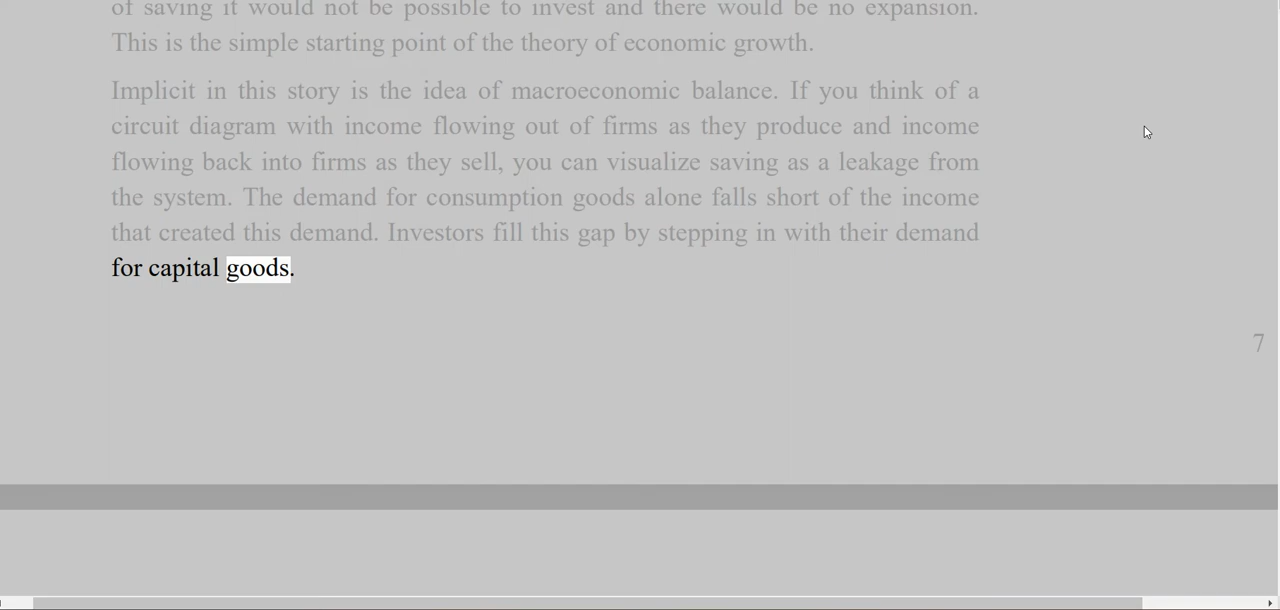 of saving it would not be possible to invest and there would be no expansion.
This is the simple starting point of the theory of economic growth.
Implicit in this story is the idea of macroeconomic balance. If you think of a
circuit diagram with income flowing out of firms as they produce and income
flowing back into firms as they sell, you can visualize saving as a leakage from
the system. The demand for consumption goods alone falls short of the income
that created this demand. Investors fill this gap by stepping in with their demand
for capital goods.
7